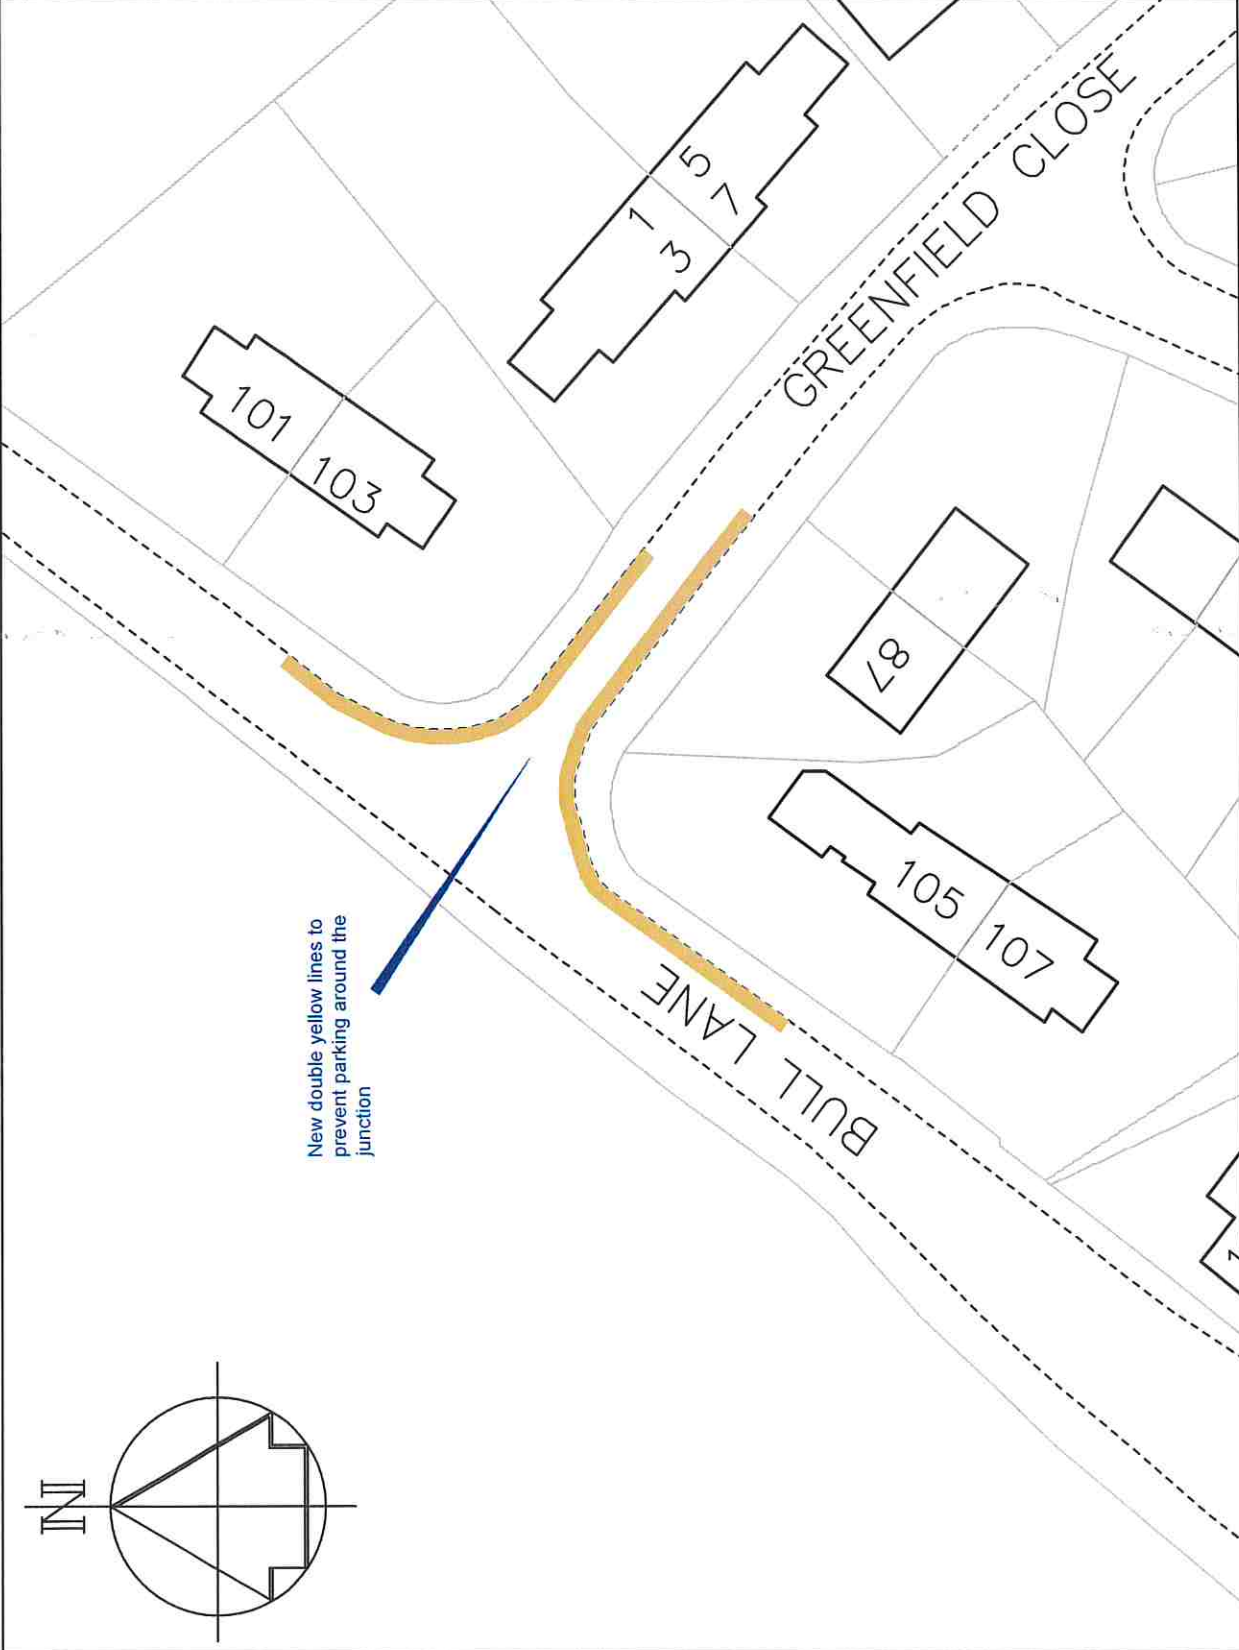 N
New double yellow lines to
prevent parking around the
junction
101
103
1
3
5
7
GREENFIELD CLOSE
87
105
107
BULL LANE